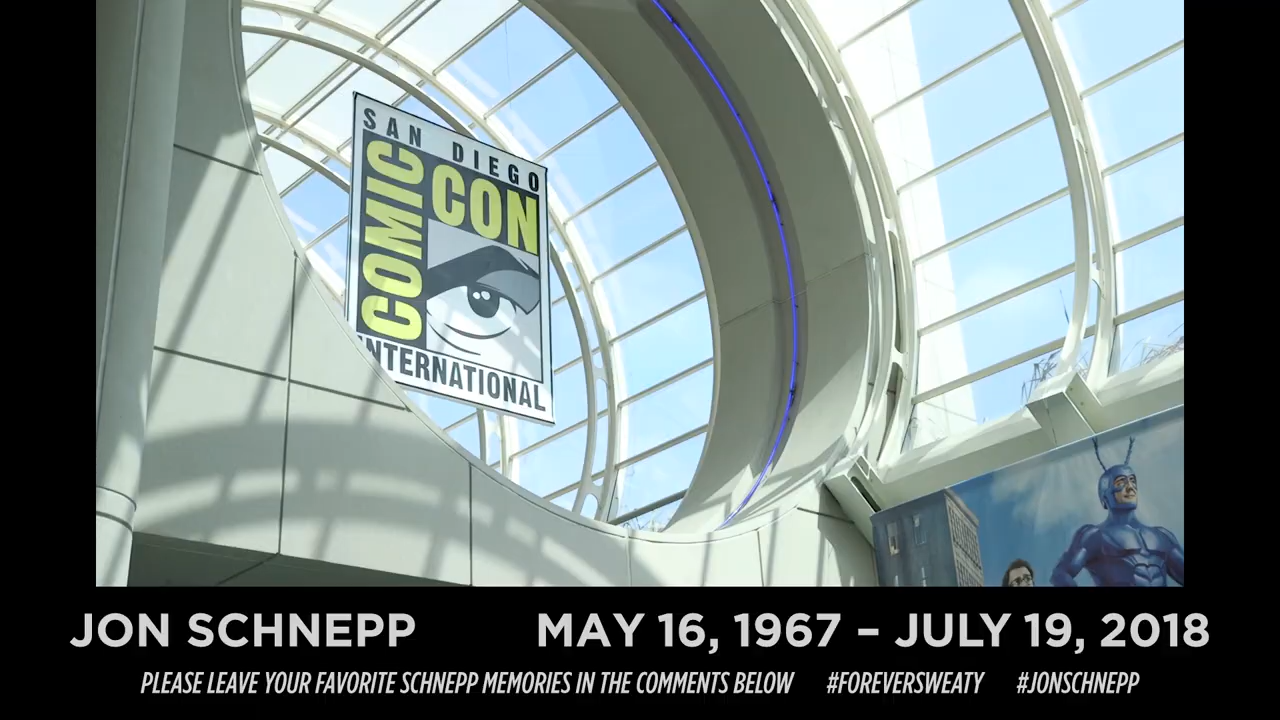 SAN DIEGO
COMIC
CON
INTERNATIONAL
JON SCHNEPP MAY 16, 1967 – JULY 19, 2018
PLEASE LEAVE YOUR FAVORITE SCHNEPP MEMORIES IN THE COMMENTS BELOW #FOREVERSWEATY #JONSCHNEPP